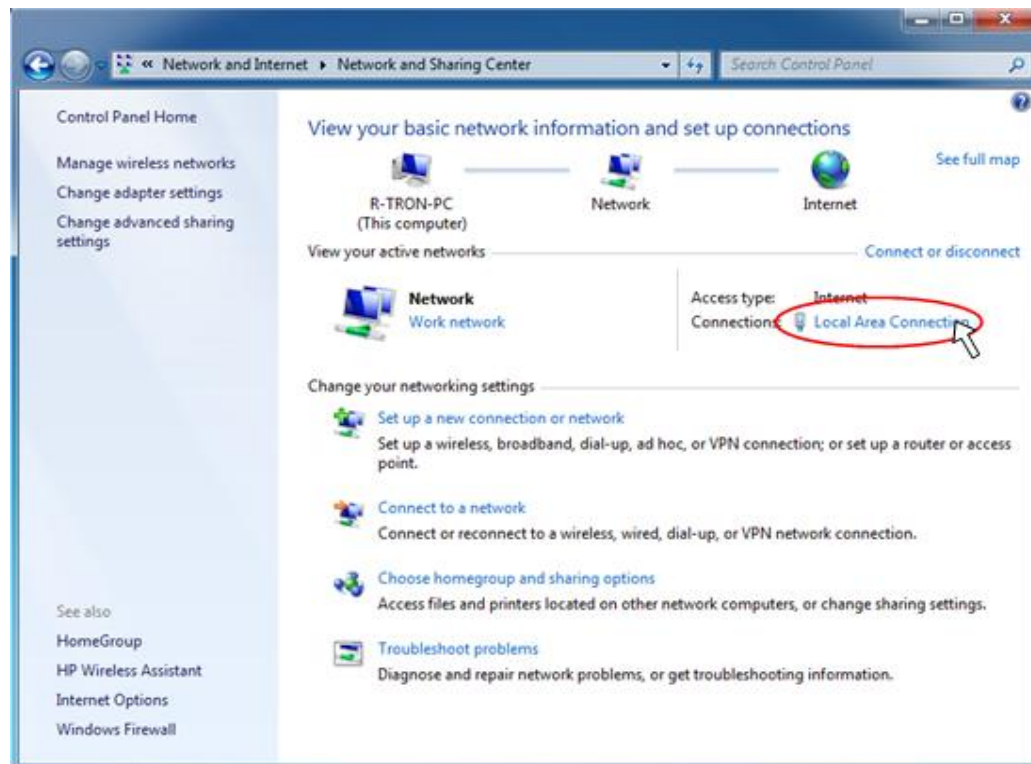 « Network and Internet ▸ Network and Sharing Center
Search Control Panel
Control Panel Home
Manage wireless networks
Change adapter settings
Change advanced sharing
settings
See also
HomeGroup
HP Wireless Assistant
Internet Options
Windows Firewall
View your basic network information and set up connections
See full map
R-TRON-PC
(This computer)
Network
Internet
View your active networks
Connect or disconnect
Network
Work network
Access type: Internet
Connections: Local Area Connection
Change your networking settings
Set up a new connection or network
Set up a wireless, broadband, dial-up, ad hoc, or VPN connection; or set up a router or access
point.
Connect to a network
Connect or reconnect to a wireless, wired, dial-up, or VPN network connection.
Choose homegroup and sharing options
Access files and printers located on other network computers, or change sharing settings.
Troubleshoot problems
Diagnose and repair network problems, or get troubleshooting information.